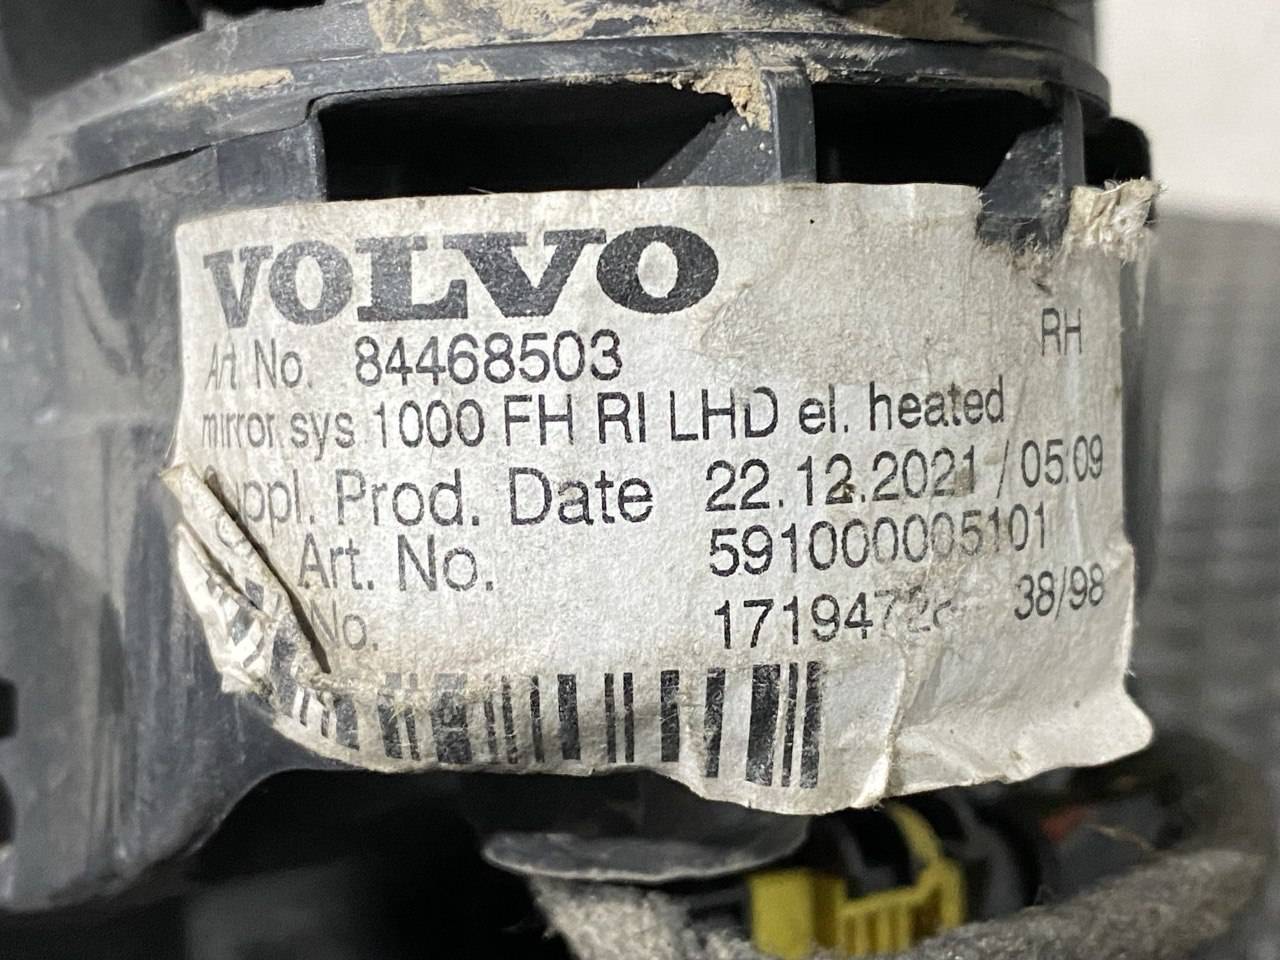 VOLVO
Art. No. 84468503 RH
mirror sys 1000 FH RI LHD el. heated
Suppl. Prod. Date 22.12.2021 / 05:09
Art. No. 591000005101
No. 38/98